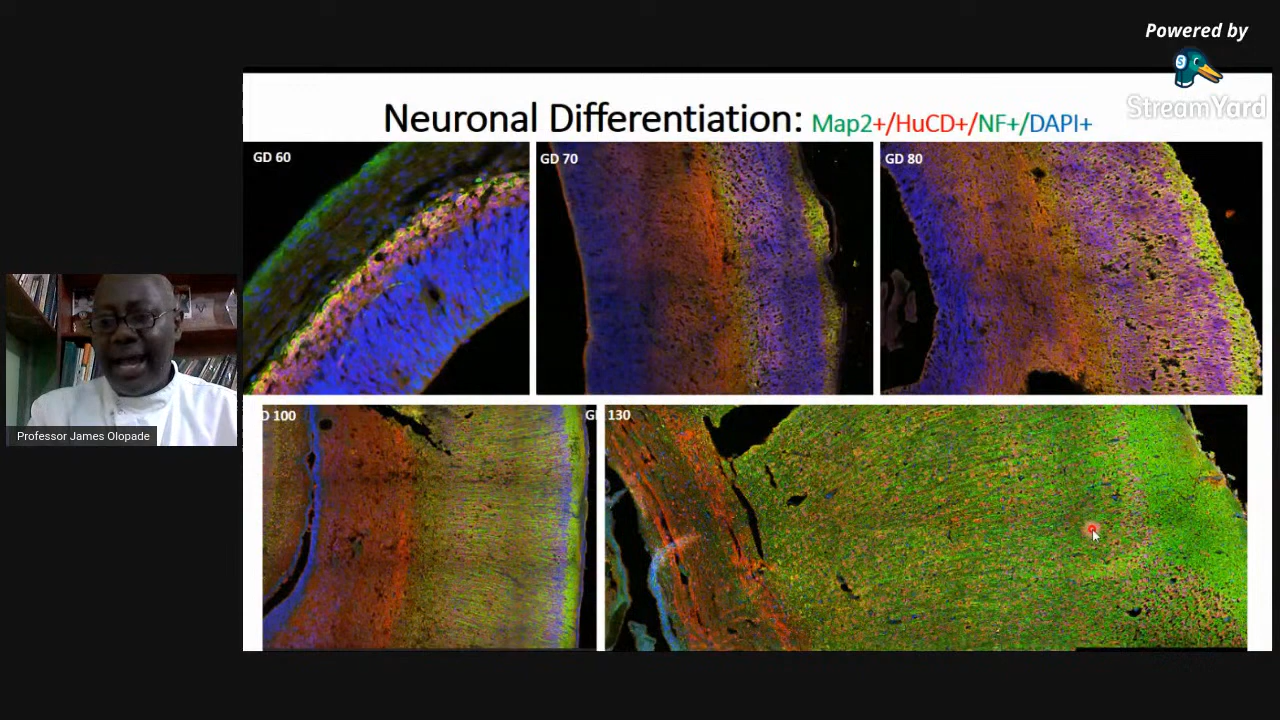 Powered by
StreamYard
Neuronal Differentiation: Map2+/HuCD+/NF+/DAPI+
GD 60
GD 70
GD 80
D 100
GD 130
Professor James Olopade